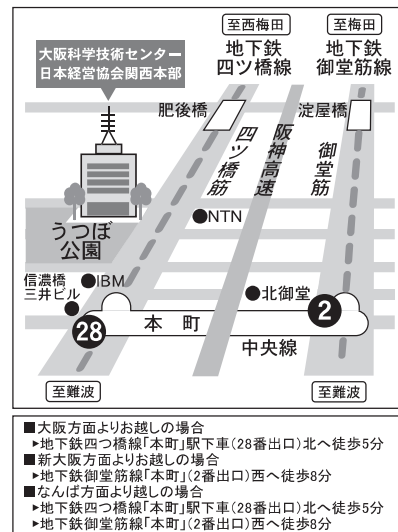 至西梅田
至梅田
地下鉄
四ツ橋線
地下鉄
御堂筋線
大阪科学技術センター
日本経営協会関西本部
肥後橋
淀屋橋
四ツ橋筋
阪神高速
御堂筋
NTN
うつぼ
公園
信濃橋
三井ビル
IBM
北御堂
2
28
本町
中央線
至難波
至難波
■大阪方面よりお越しの場合
▶地下鉄四つ橋線「本町」駅下車(28番出口)北へ徒歩5分
■新大阪方面よりお越しの場合
▶地下鉄御堂筋線「本町」(2番出口)西へ徒歩8分
■なんば方面より越しの場合
▶地下鉄四つ橋線「本町」駅下車(28番出口)北へ徒歩5分
▶地下鉄御堂筋線「本町」(2番出口)西へ徒歩8分